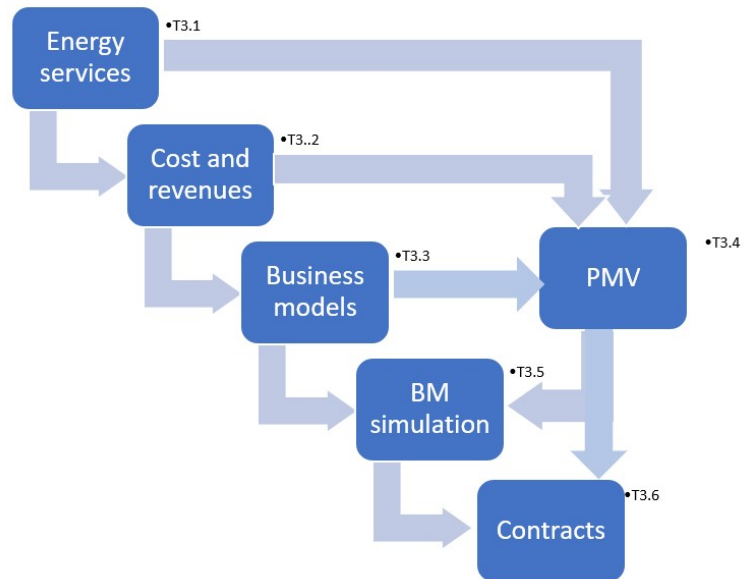 Energy
services
•T3.1
Cost and
revenues
•T3..2
Business
models
•T3.3
PMV
•T3.4
BM
simulation
•T3.5
Contracts
•T3.6